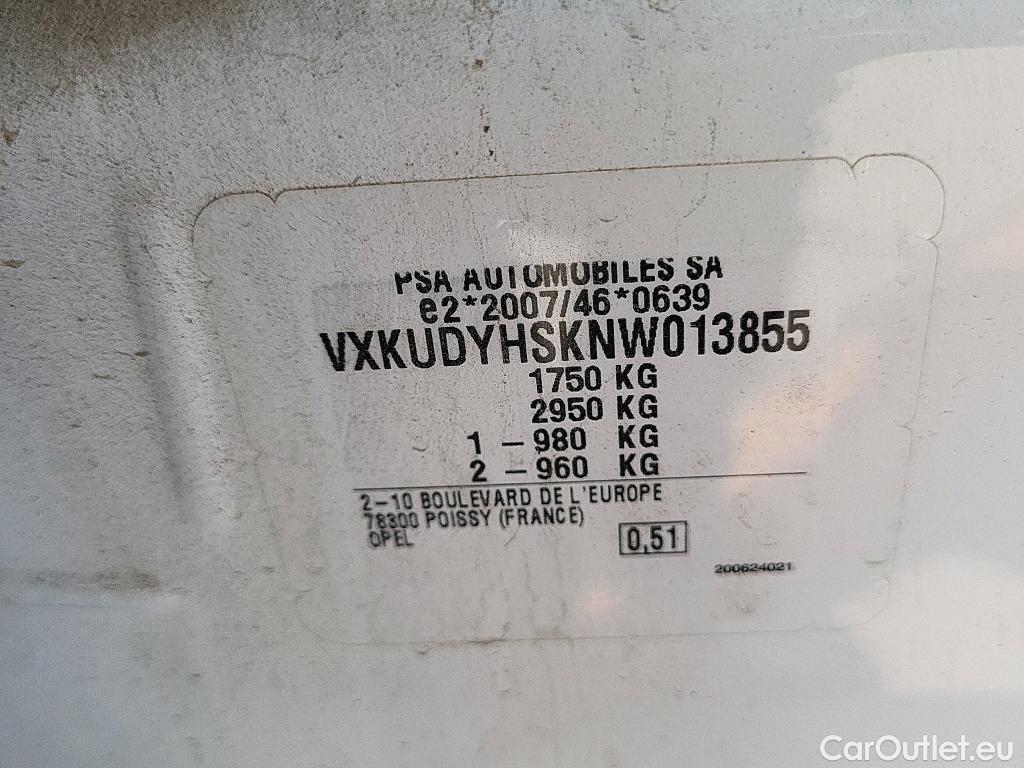 PSA AUTOMOBILES SA
e2*2007/46*0639
VXKUDYHSKNW013855
1750 KG
2950 KG
1 – 980 KG
2 – 960 KG
2–10 BOULEVARD DE L'EUROPE
78300 POISSY (FRANCE)
OPEL
0,51
200624021
CarOutlet.eu